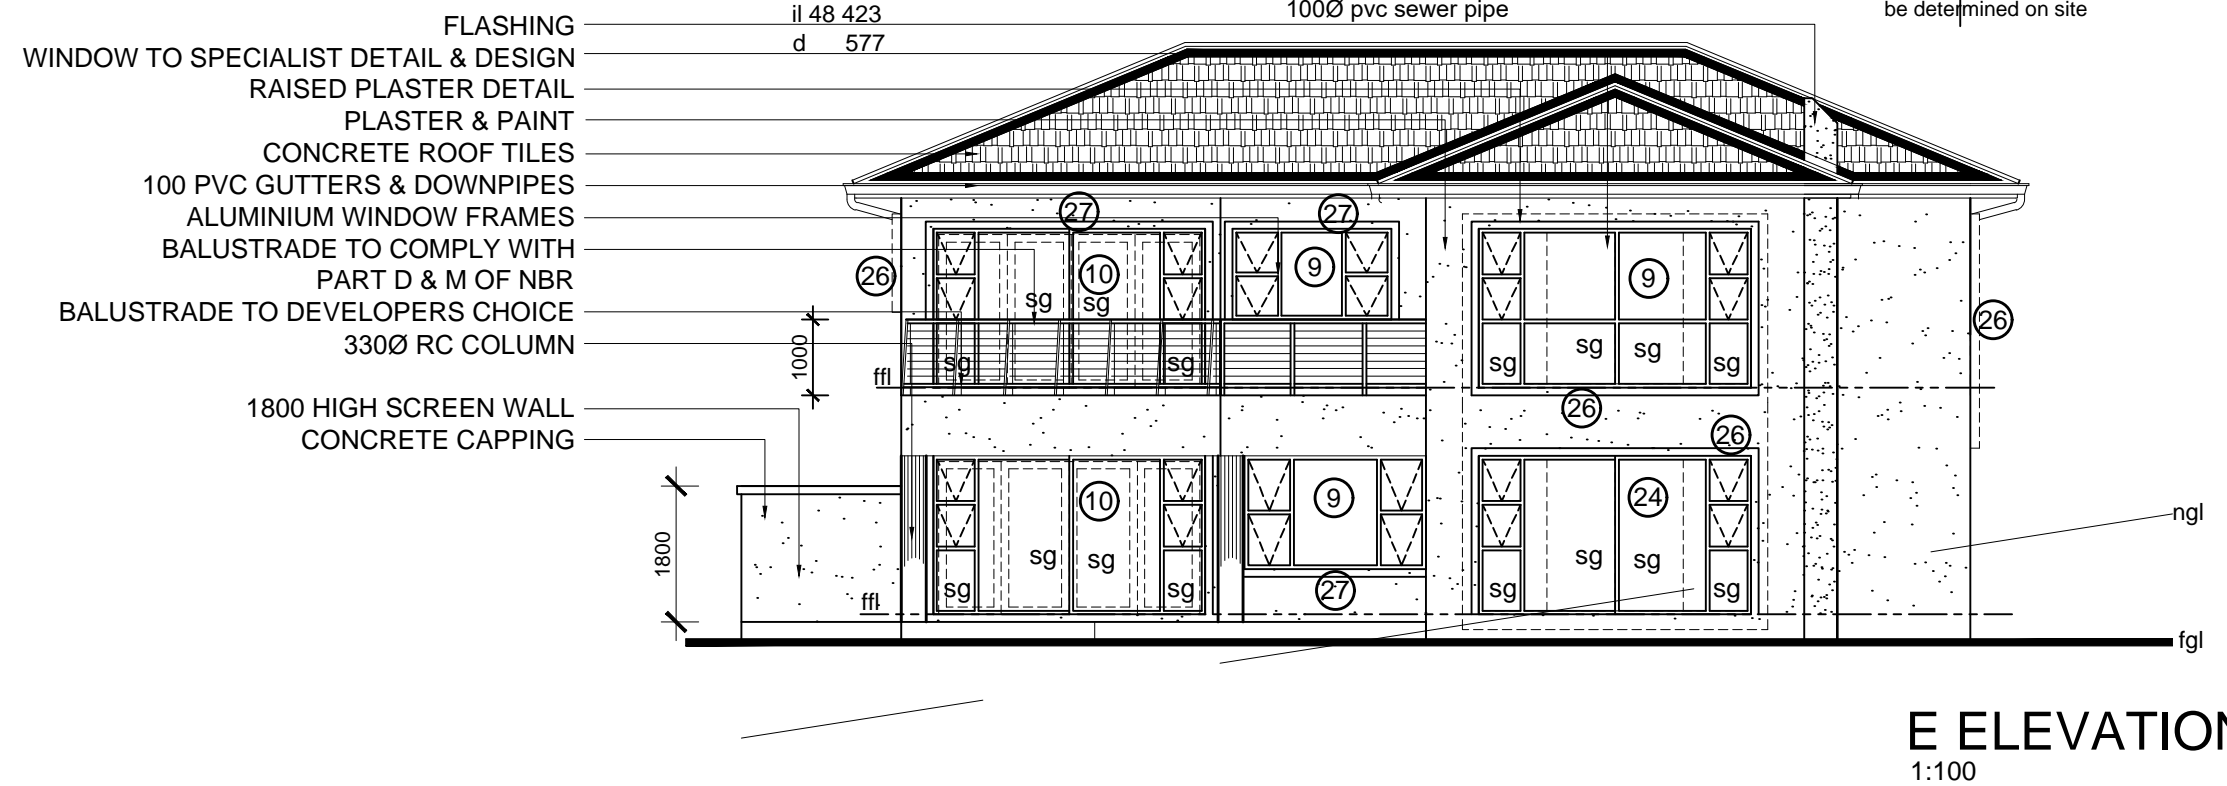 il 48 423
100Ø pvc sewer pipe
be determined on site
FLASHING
d 577
WINDOW TO SPECIALIST DETAIL & DESIGN
RAISED PLASTER DETAIL
PLASTER & PAINT
CONCRETE ROOF TILES
100 PVC GUTTERS & DOWNPIPES
ALUMINIUM WINDOW FRAMES
BALUSTRADE TO COMPLY WITH
PART D & M OF NBR
BALUSTRADE TO DEVELOPERS CHOICE
330Ø RC COLUMN
1800 HIGH SCREEN WALL
CONCRETE CAPPING
27
27
26
10
9
9
26
sg
sg
1000
sg
sg
sg
sg
sg
sg
ffl
26
26
10
9
24
1800
sg
sg
sg
sg
sg
sg
sg
sg
27
ffl
ngl
fgl
E ELEVATION
1:100